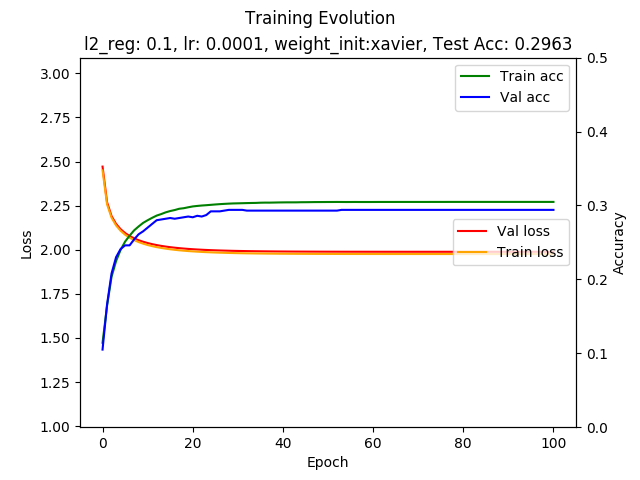 Training Evolution
l2_reg: 0.1, lr: 0.0001, weight_init:xavier, Test Acc: 0.2963
3.00
2.75
2.50
2.25
2.00
1.75
1.50
1.25
1.00
Loss
0
20
40
60
80
100
Epoch
0.5
0.4
0.3
0.2
0.1
0.0
Accuracy
Train acc
Val acc
Val loss
Train loss